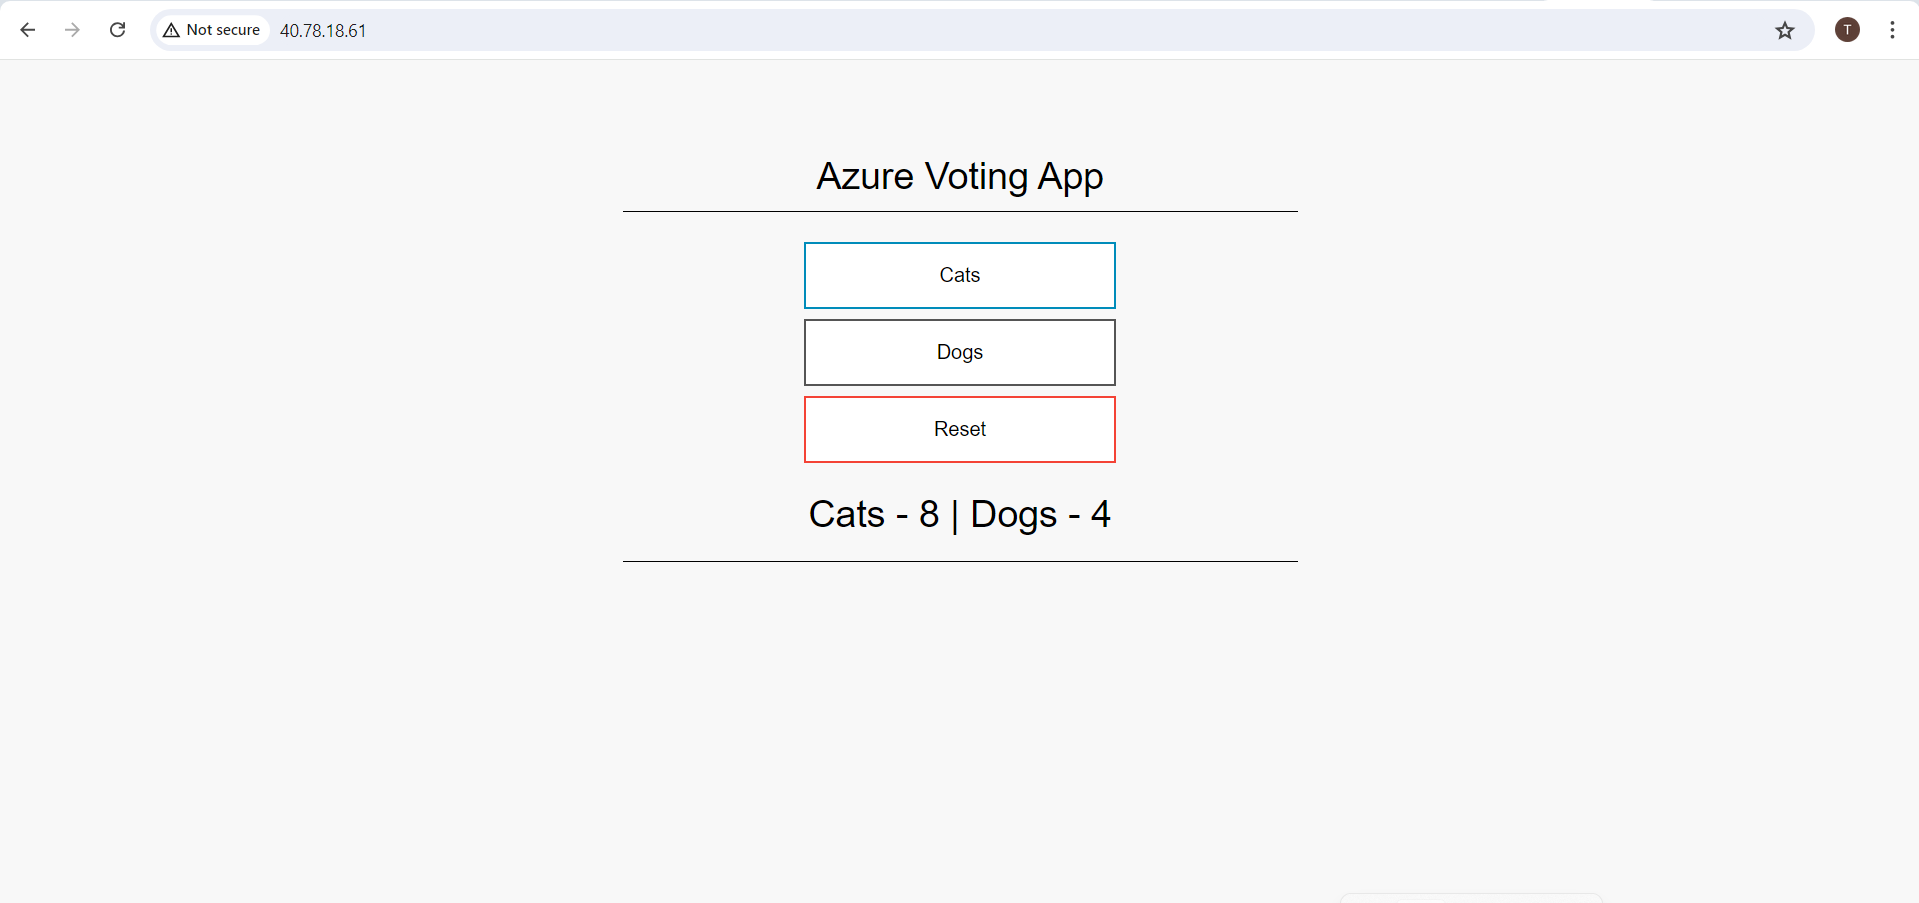 Not secure 40.78.18.61
T
Azure Voting App
Cats
Dogs
Reset
Cats - 8 | Dogs - 4